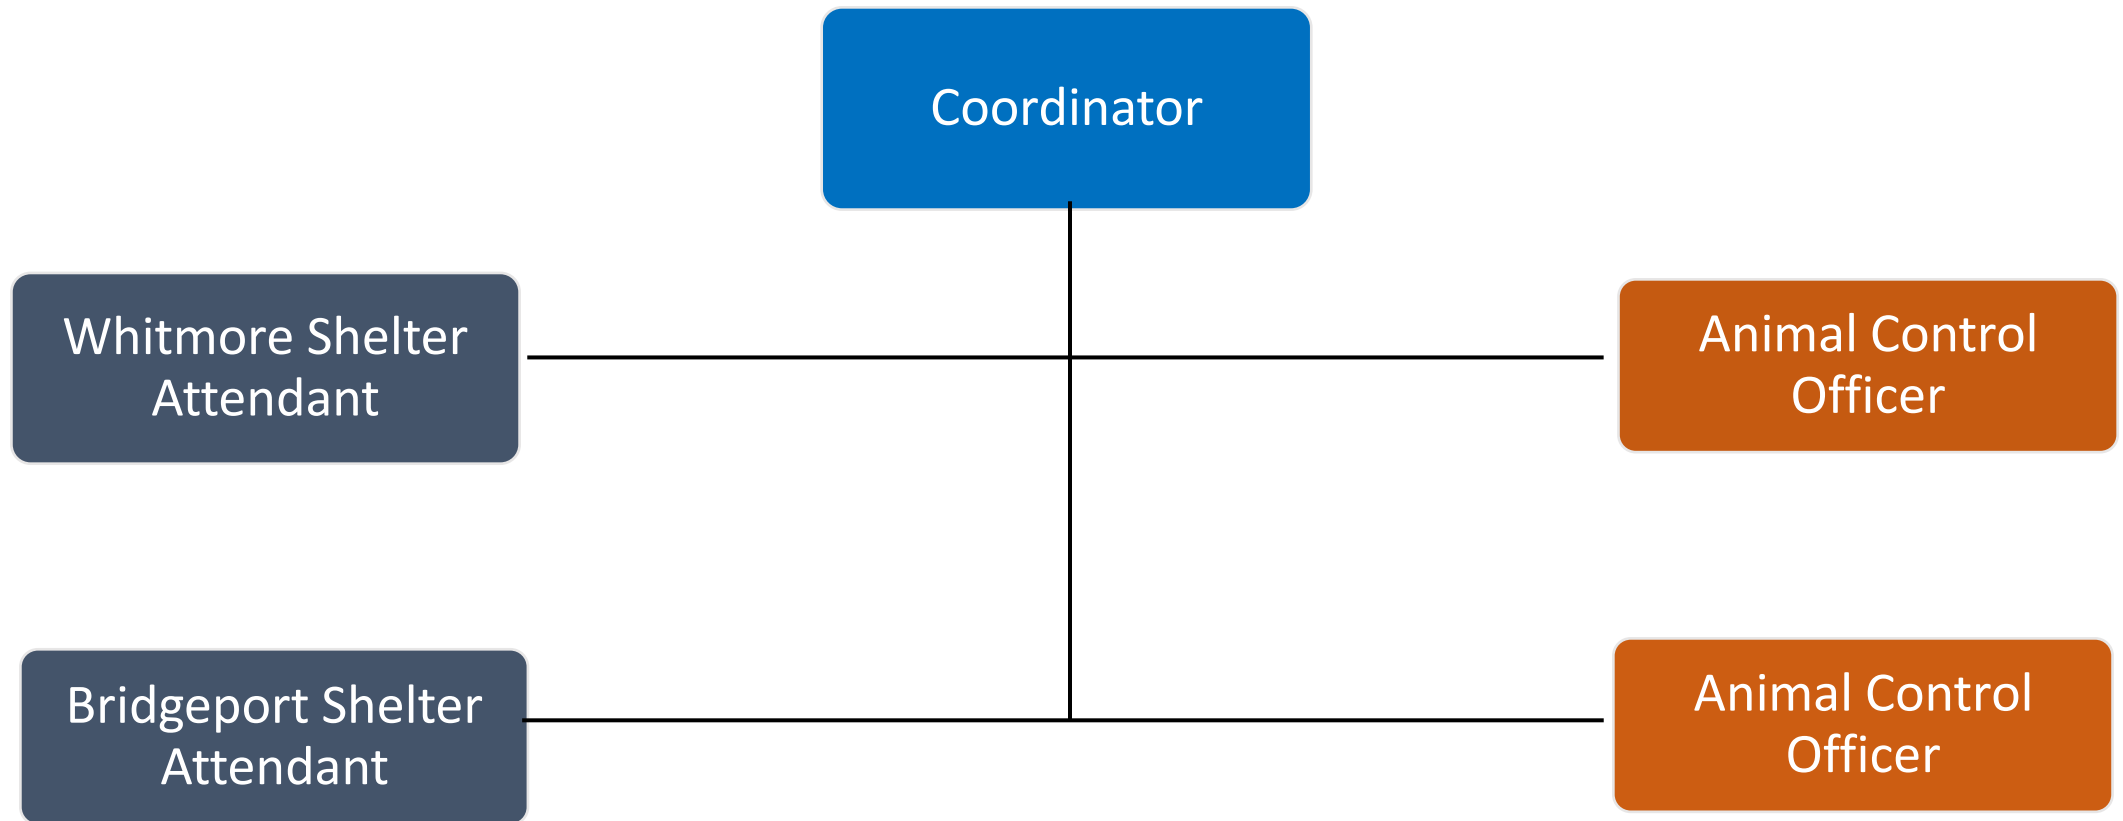 Coordinator
Whitmore Shelter
Attendant
Animal Control
Officer
Bridgeport Shelter
Attendant
Animal Control
Officer